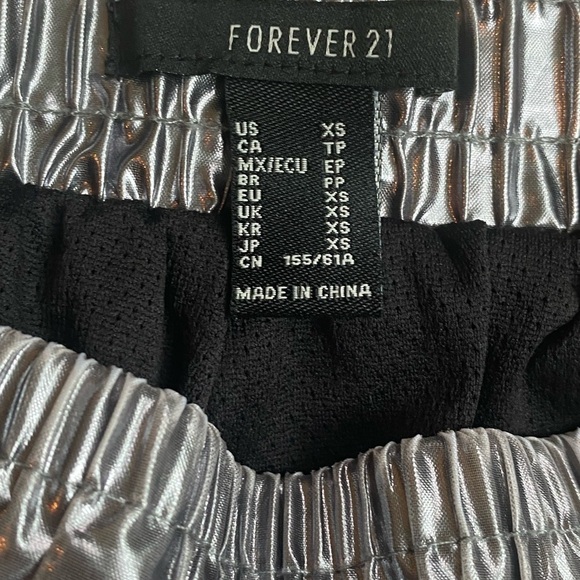 FOREVER 21
US XS
CA TP
MX/ECU EP
BR PP
EU XS
UK XS
KR XS
JP XS
CN 155/61A
MADE IN CHINA